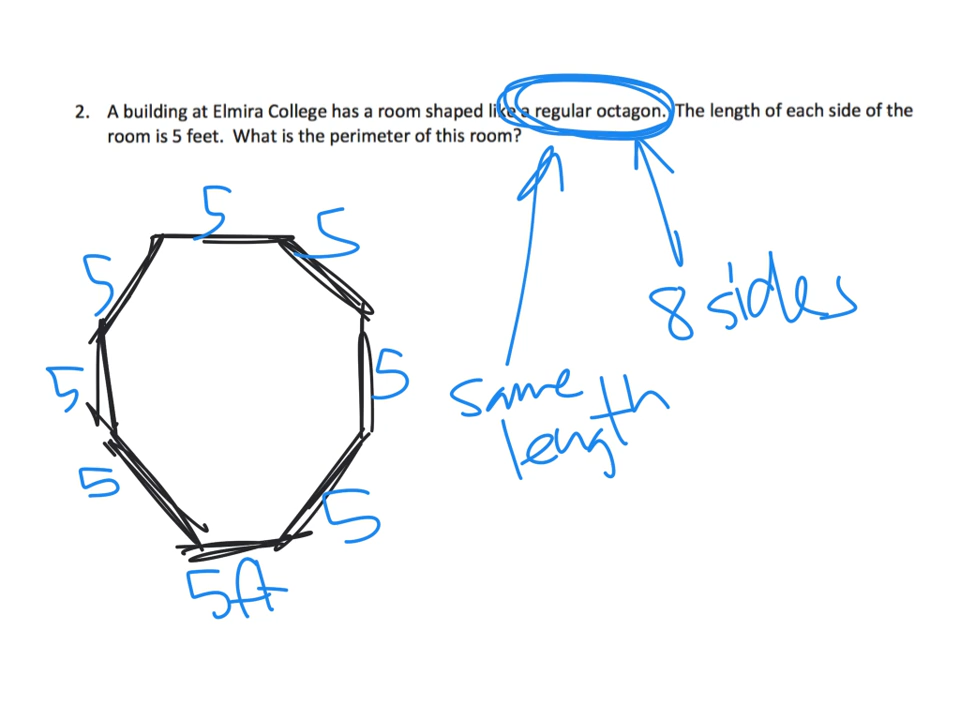 2. A building at Elmira College has a room shaped like a regular octagon. The length of each side of the
room is 5 feet. What is the perimeter of this room?
5
5
5
8 sides
5
5
same
length
5
5
5ft